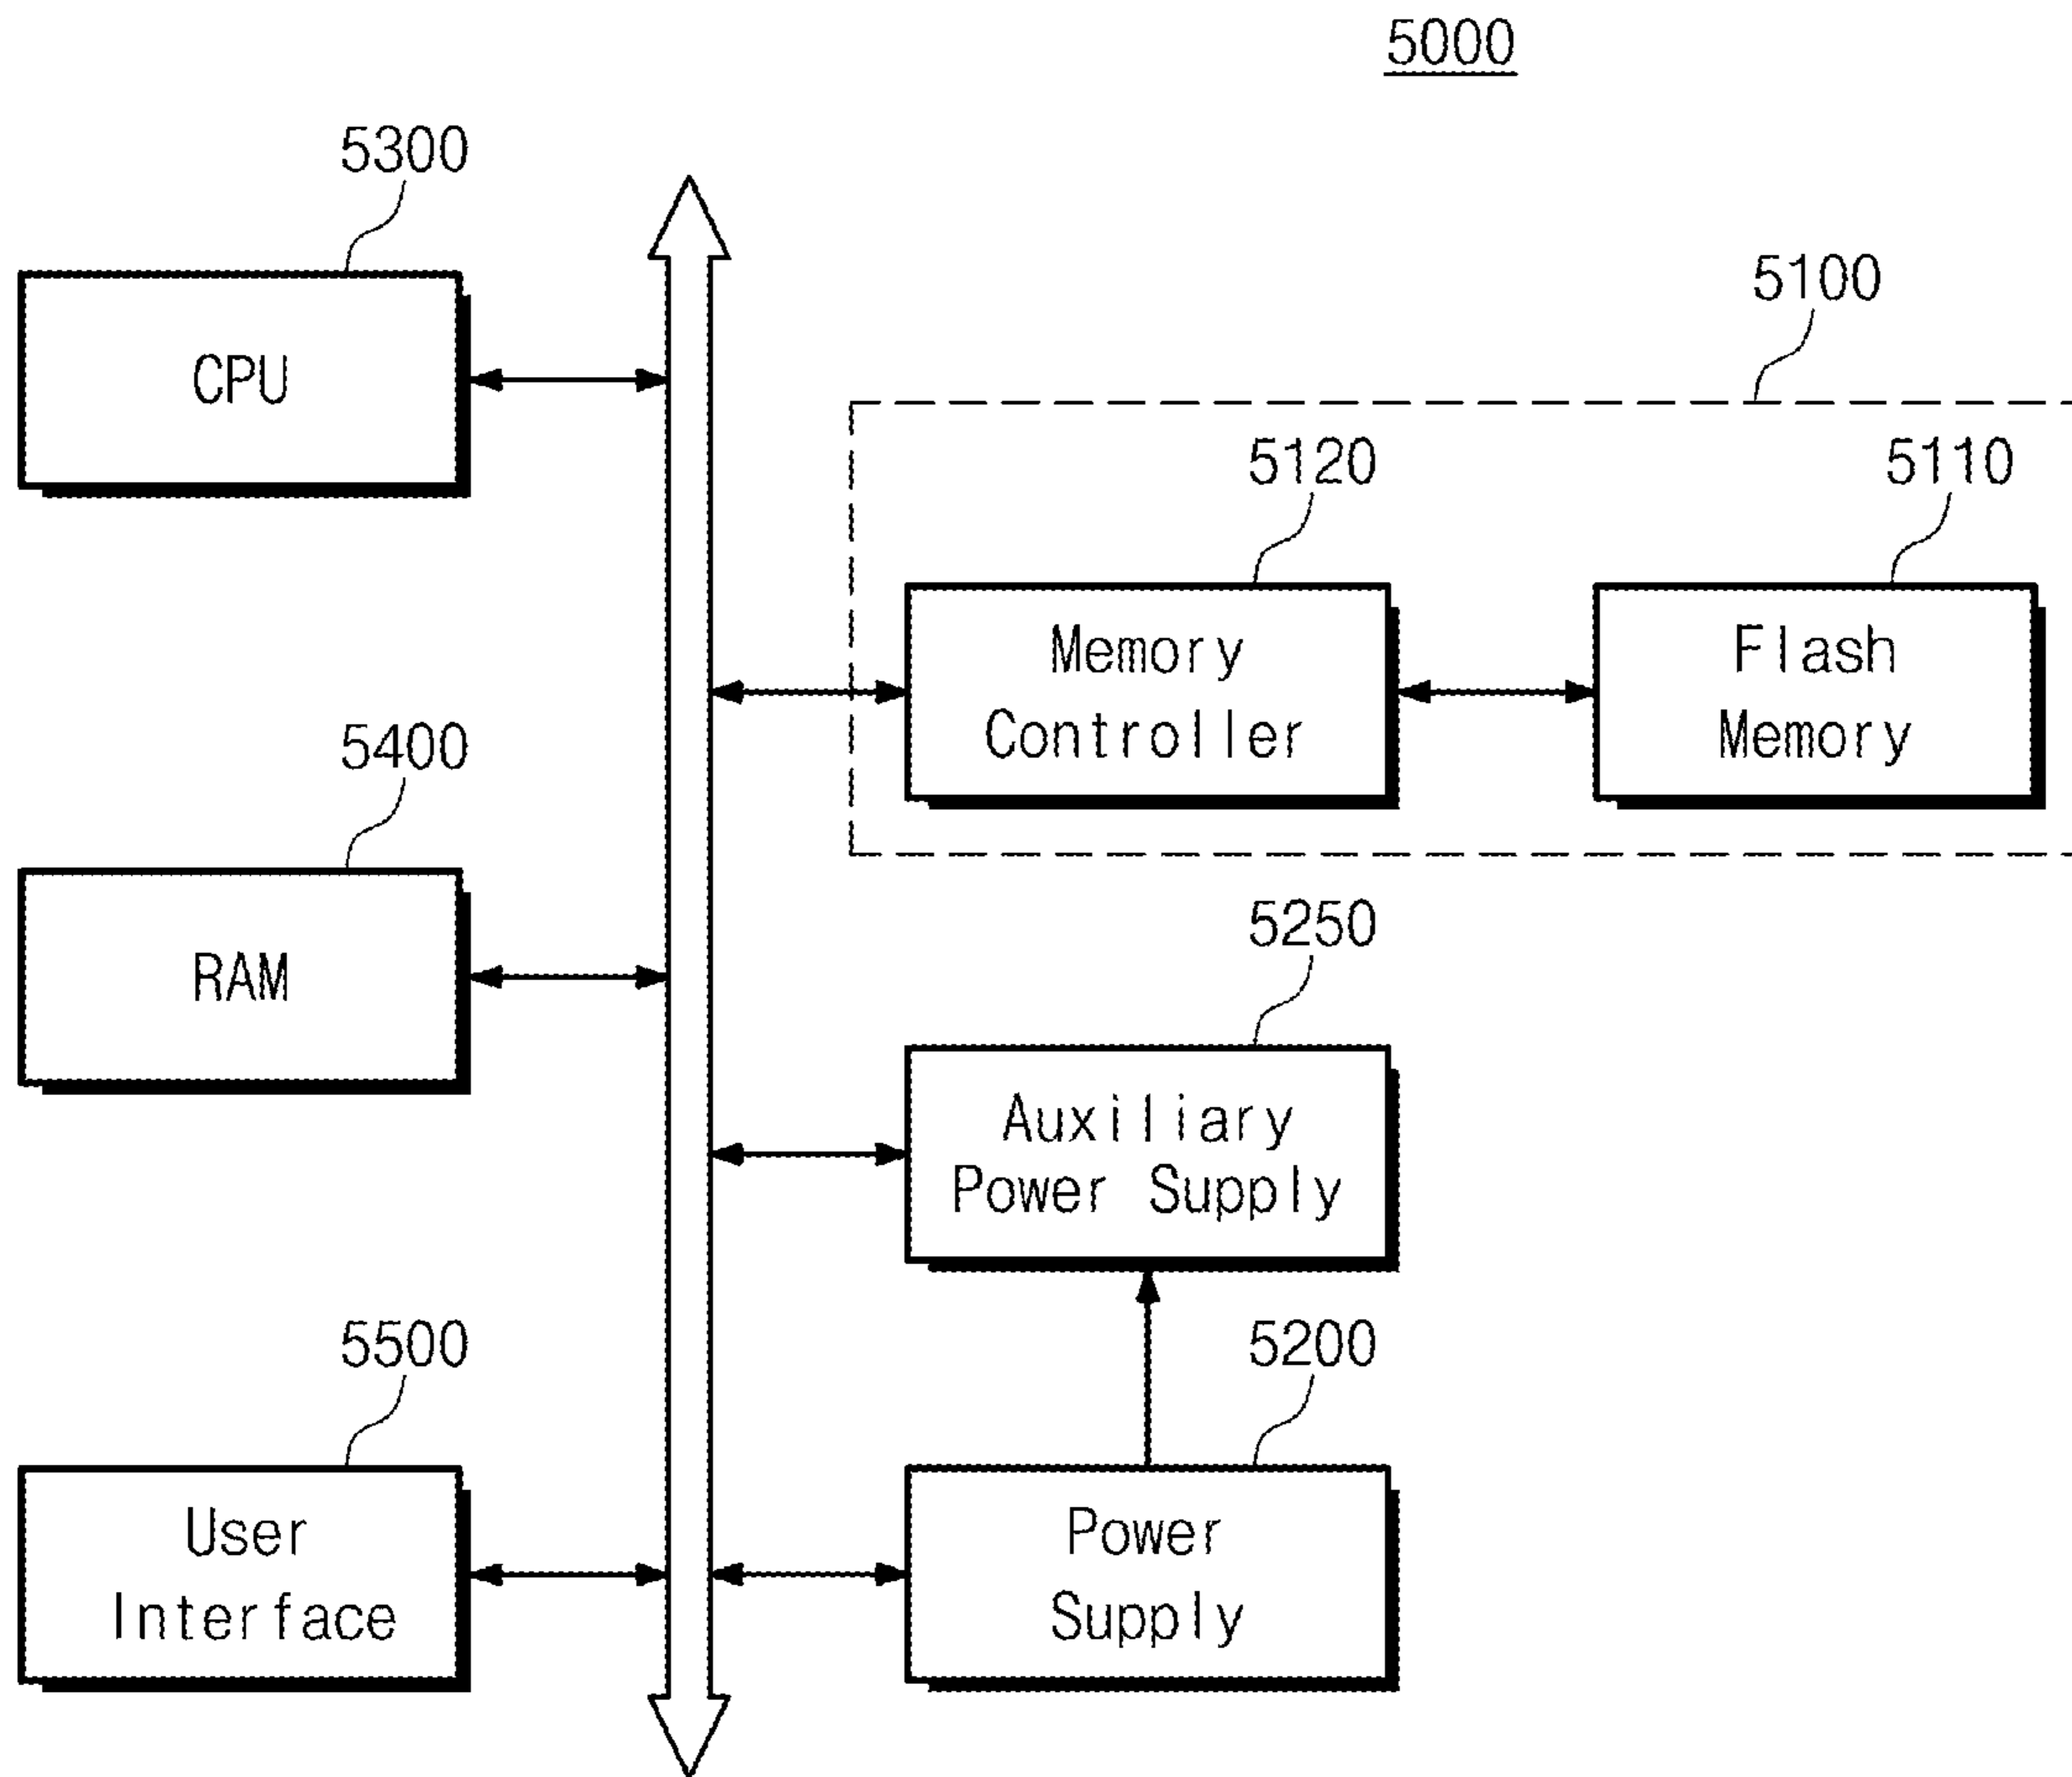 5000
5300
CPU
5100
5120
5110
Memory
Controller
Flash
Memory
5400
RAM
5250
Auxiliary
Power Supply
5500
User
Interface
5200
Power
Supply